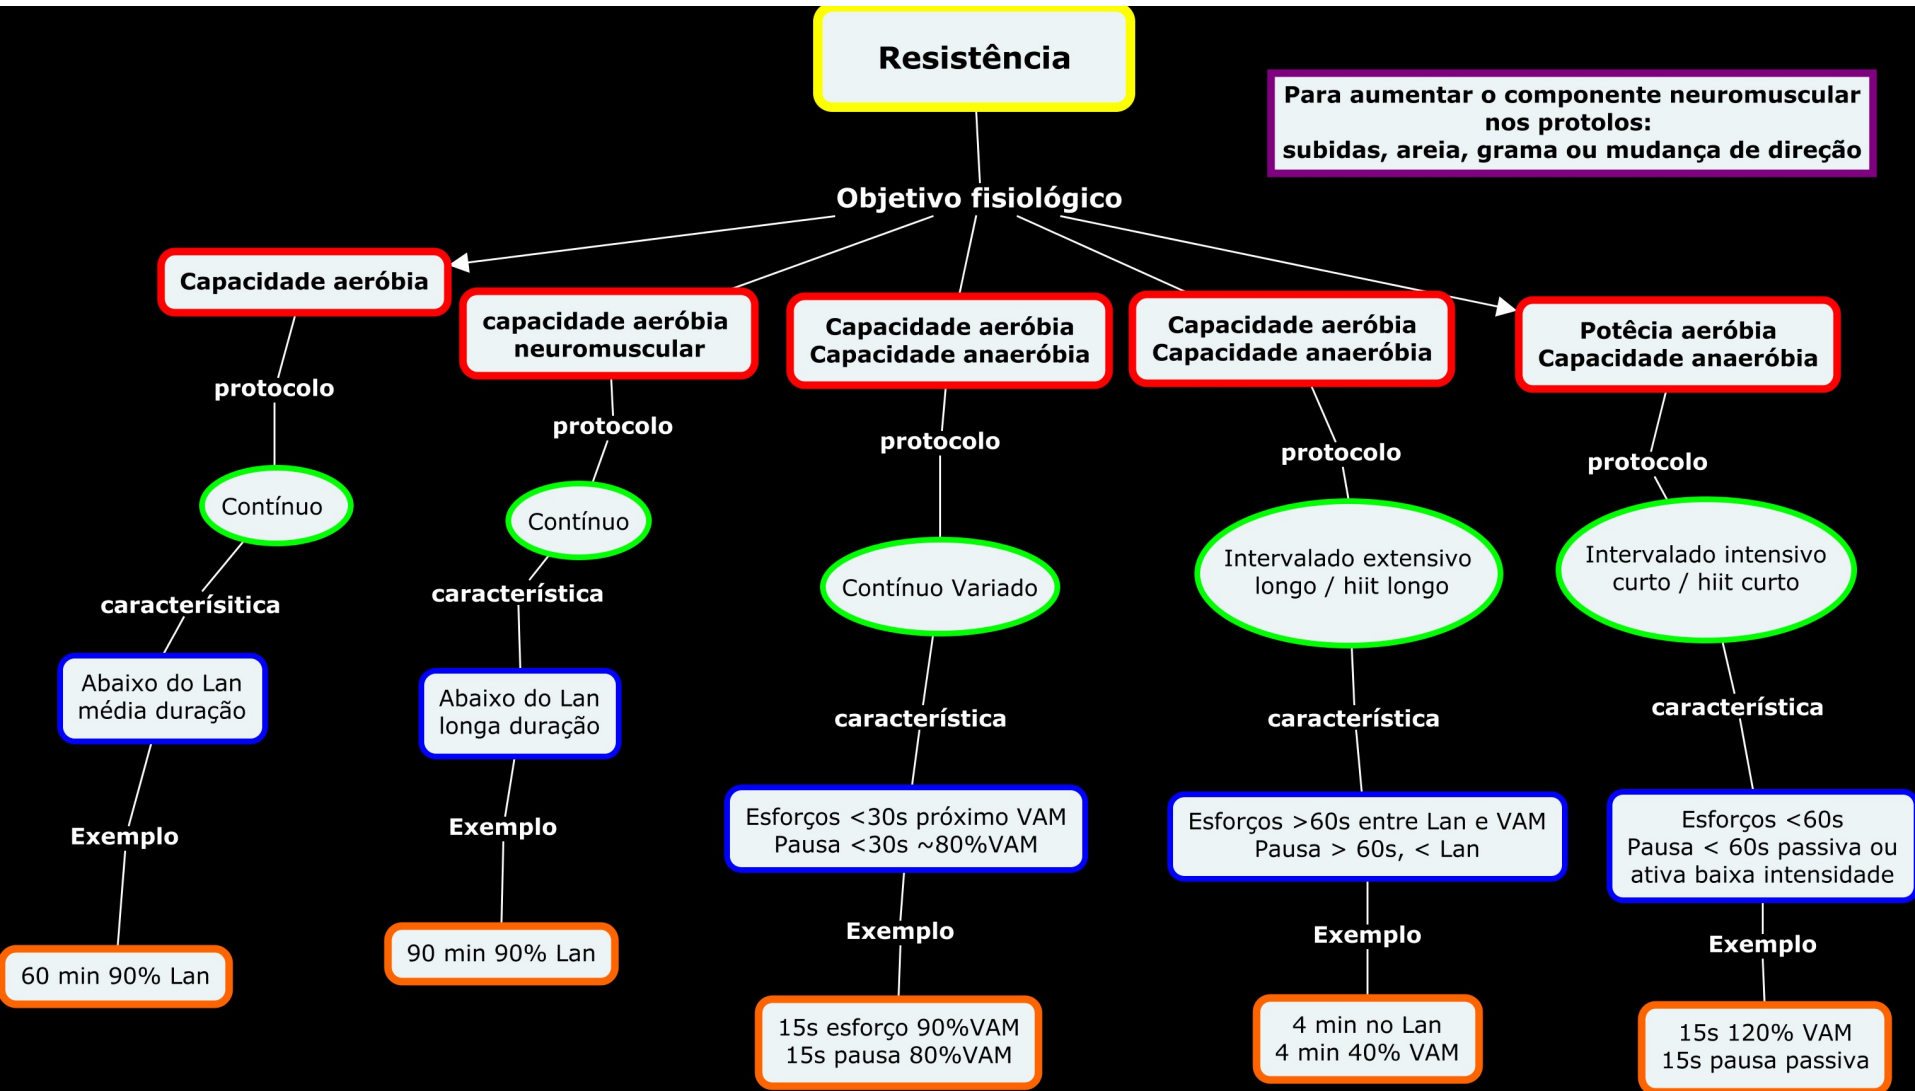 Resistência
Para aumentar o componente neuromuscular
nos protolos:
subidas, areia, grama ou mudança de direção
Objetivo fisiológico
Capacidade aeróbia
protocolo
Contínuo
caracterísitica
Abaixo do Lan
média duração
Exemplo
60 min 90% Lan
capacidade aeróbia
neuromuscular
protocolo
Contínuo
característica
Abaixo do Lan
longa duração
Exemplo
90 min 90% Lan
Capacidade aeróbia
Capacidade anaeróbia
protocolo
Contínuo Variado
característica
Esforços <30s próximo VAM
Pausa <30s ~80%VAM
Exemplo
15s esforço 90%VAM
15s pausa 80%VAM
Capacidade aeróbia
Capacidade anaeróbia
protocolo
Intervalado extensivo
longo / hiit longo
característica
Esforços >60s entre Lan e VAM
Pausa > 60s, < Lan
Exemplo
4 min no Lan
4 min 40% VAM
Potêcia aeróbia
Capacidade anaeróbia
protocolo
Intervalado intensivo
curto / hiit curto
característica
Esforços <60s
Pausa < 60s passiva ou
ativa baixa intensidade
Exemplo
15s 120% VAM
15s pausa passiva